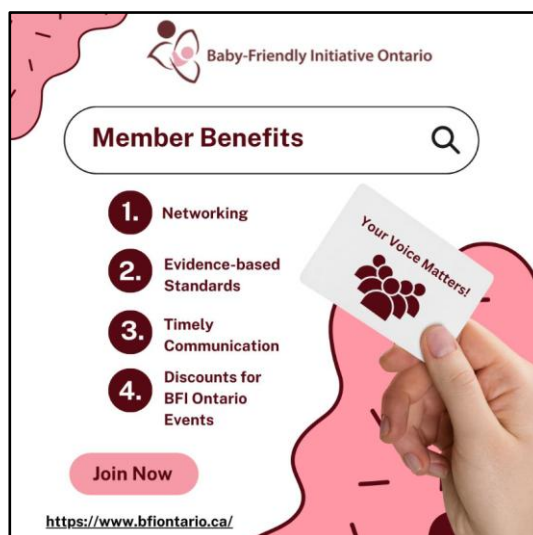 Baby-Friendly Initiative Ontario
Member Benefits
1. Networking
2. Evidence-based
Standards
3. Timely
Communication
4. Discounts for
BFI Ontario
Events
Your Voice Matters!
Join Now
https://www.bfiontario.ca/